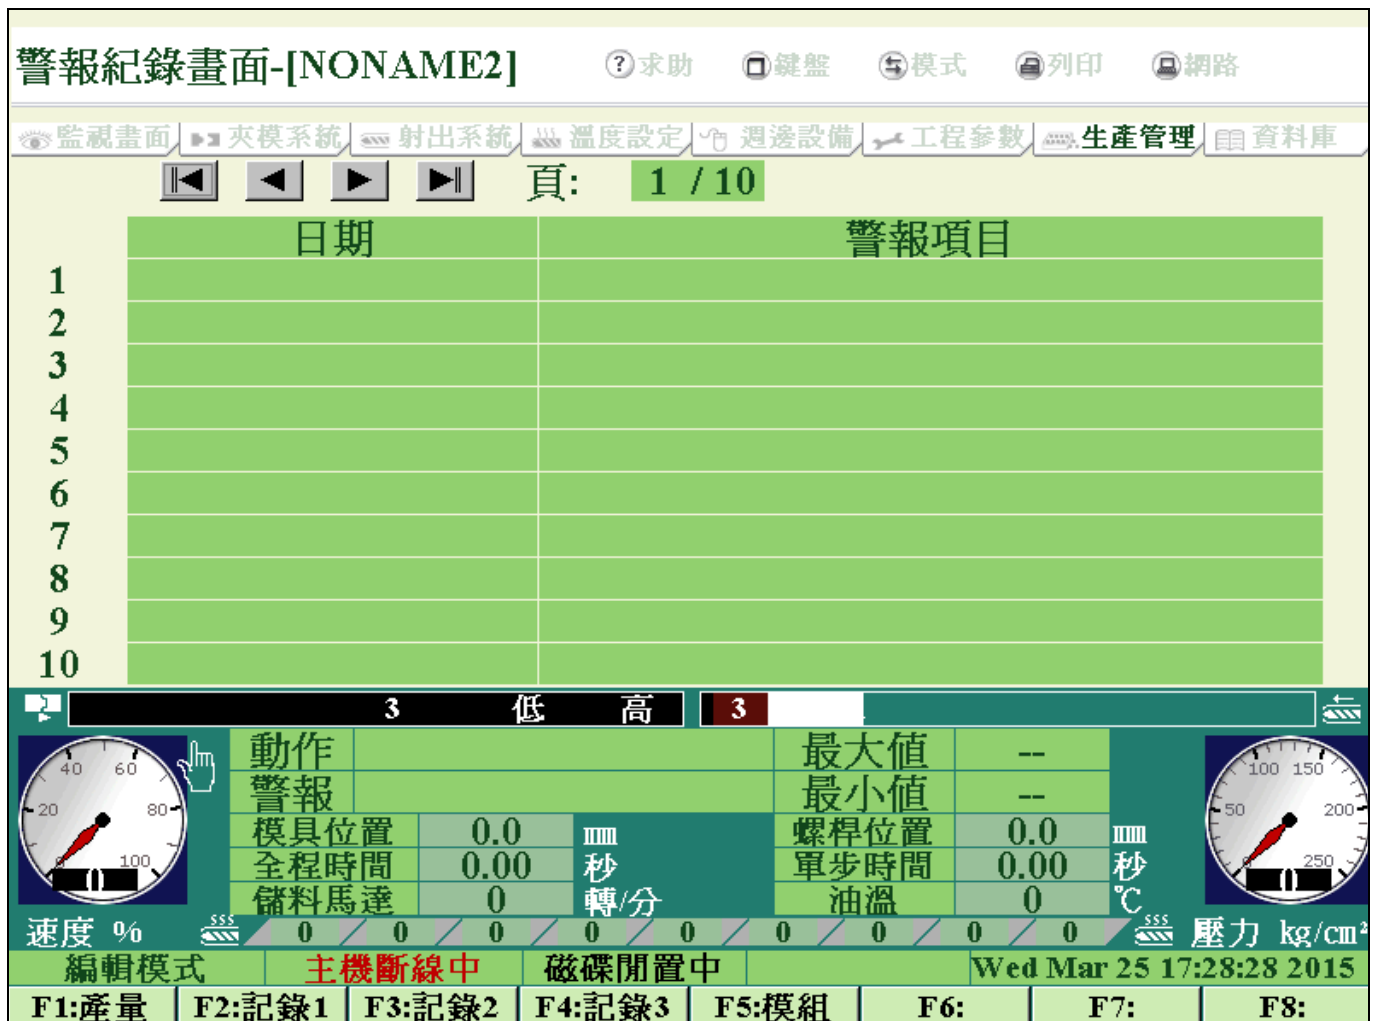 警報紀錄畫面-[NONAME2] ?求助 鍵盤 模式 列印 網路
監視畫面 夾模系統 射出系統 溫度設定 週邊設備 工程參數 生產管理 資料庫
頁: 1 / 10
日期 警報項目
1
2
3
4
5
6
7
8
9
10
3 低 高 3
動作 最大值 --
警報 最小值 --
模具位置 0.0 mm 螺桿位置 0.0 mm
全程時間 0.00 秒 單步時間 0.00 秒
儲料馬達 0 轉/分 油溫 0 °C
0 20 40 60 80 100 0
0 50 100 150 200 250 0
速度 % 0 0 0 0 0 0 0 0 0 壓力 kg/cm²
編輯模式 主機斷線中 磁碟閒置中 Wed Mar 25 17:28:28 2015
F1:產量 F2:記錄1 F3:記錄2 F4:記錄3 F5:模組 F6: F7: F8: